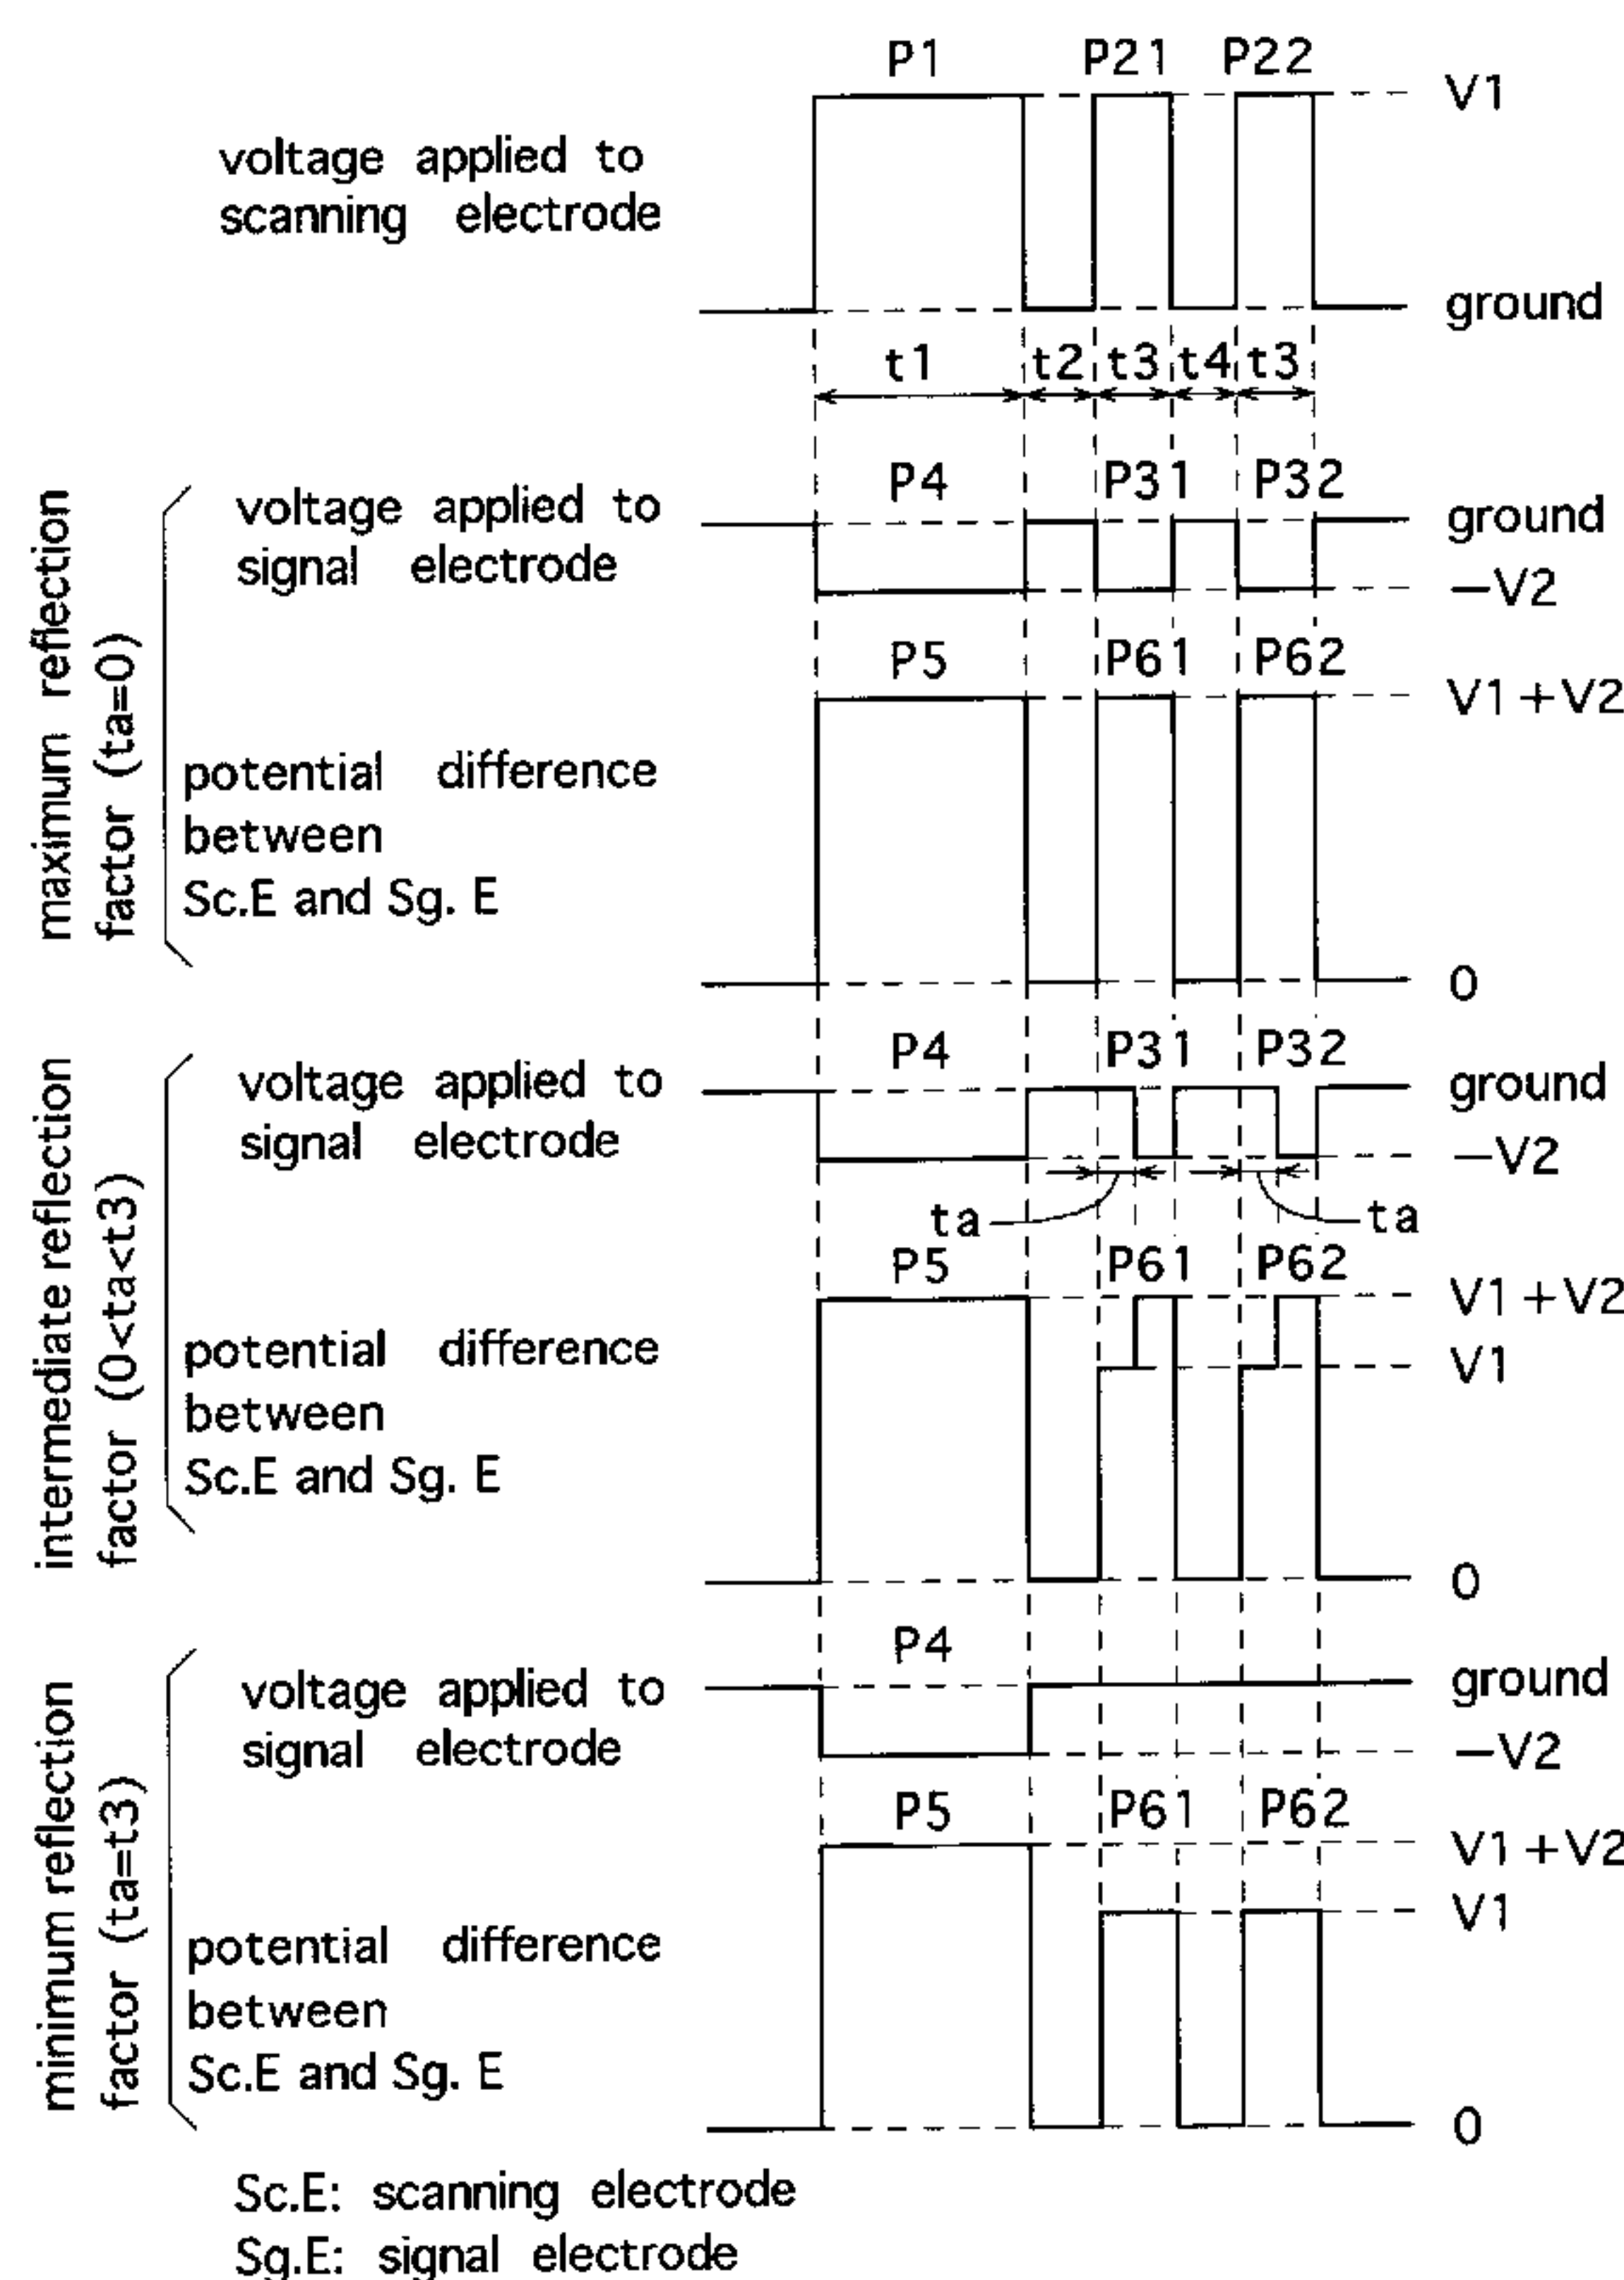 P1 P21 P22
V1
voltage applied to
scanning electrode
ground
t1 t2 t3 t4 t3
maximum reflection
factor (ta=0)
P4 P31 P32
voltage applied to
signal electrode
ground
−V2
P5 P61 P62
V1+V2
potential difference
between
Sc.E and Sg. E
0
intermediate reflection
factor (0<ta<t3)
P4 P31 P32
voltage applied to
signal electrode
ground
−V2
ta ta
P5 P61 P62
V1+V2
V1
potential difference
between
Sc.E and Sg. E
0
minimum reflection
factor (ta=t3)
P4
voltage applied to
signal electrode
ground
−V2
P5 P61 P62
V1+V2
V1
potential difference
between
Sc.E and Sg. E
0
Sc.E: scanning electrode
Sg.E: signal electrode